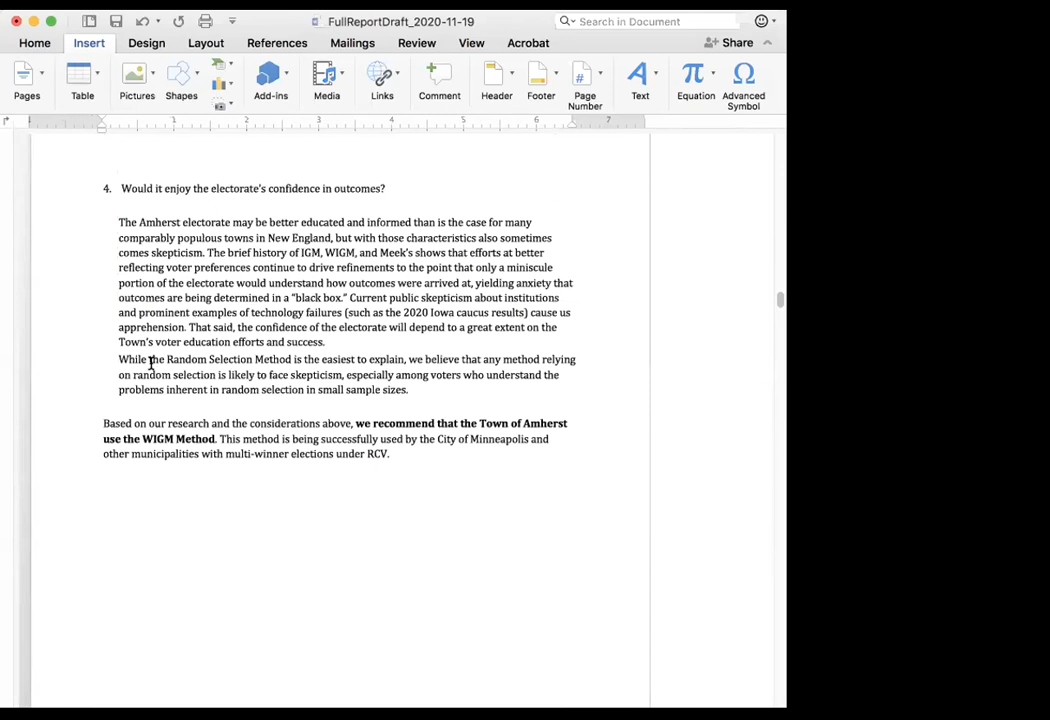 FullReportDraft_2020-11-19
Search in Document
Home Insert Design Layout References Mailings Review View Acrobat Share
Pages Table Pictures Shapes Add-ins Media Links Comment Header Footer Page Number Text Equation Advanced Symbol
1 2 3 4 5 6 7
4. Would it enjoy the electorate's confidence in outcomes?
The Amherst electorate may be better educated and informed than is the case for many
comparably populous towns in New England, but with those characteristics also sometimes
comes skepticism. The brief history of IGM, WIGM, and Meek's shows that efforts at better
reflecting voter preferences continue to drive refinements to the point that only a miniscule
portion of the electorate would understand how outcomes were arrived at, yielding anxiety that
outcomes are being determined in a "black box." Current public skepticism about institutions
and prominent examples of technology failures (such as the 2020 Iowa caucus results) cause us
apprehension. That said, the confidence of the electorate will depend to a great extent on the
Town's voter education efforts and success.
While the Random Selection Method is the easiest to explain, we believe that any method relying
on random selection is likely to face skepticism, especially among voters who understand the
problems inherent in random selection in small sample sizes.
Based on our research and the considerations above, we recommend that the Town of Amherst
use the WIGM Method. This method is being successfully used by the City of Minneapolis and
other municipalities with multi-winner elections under RCV.